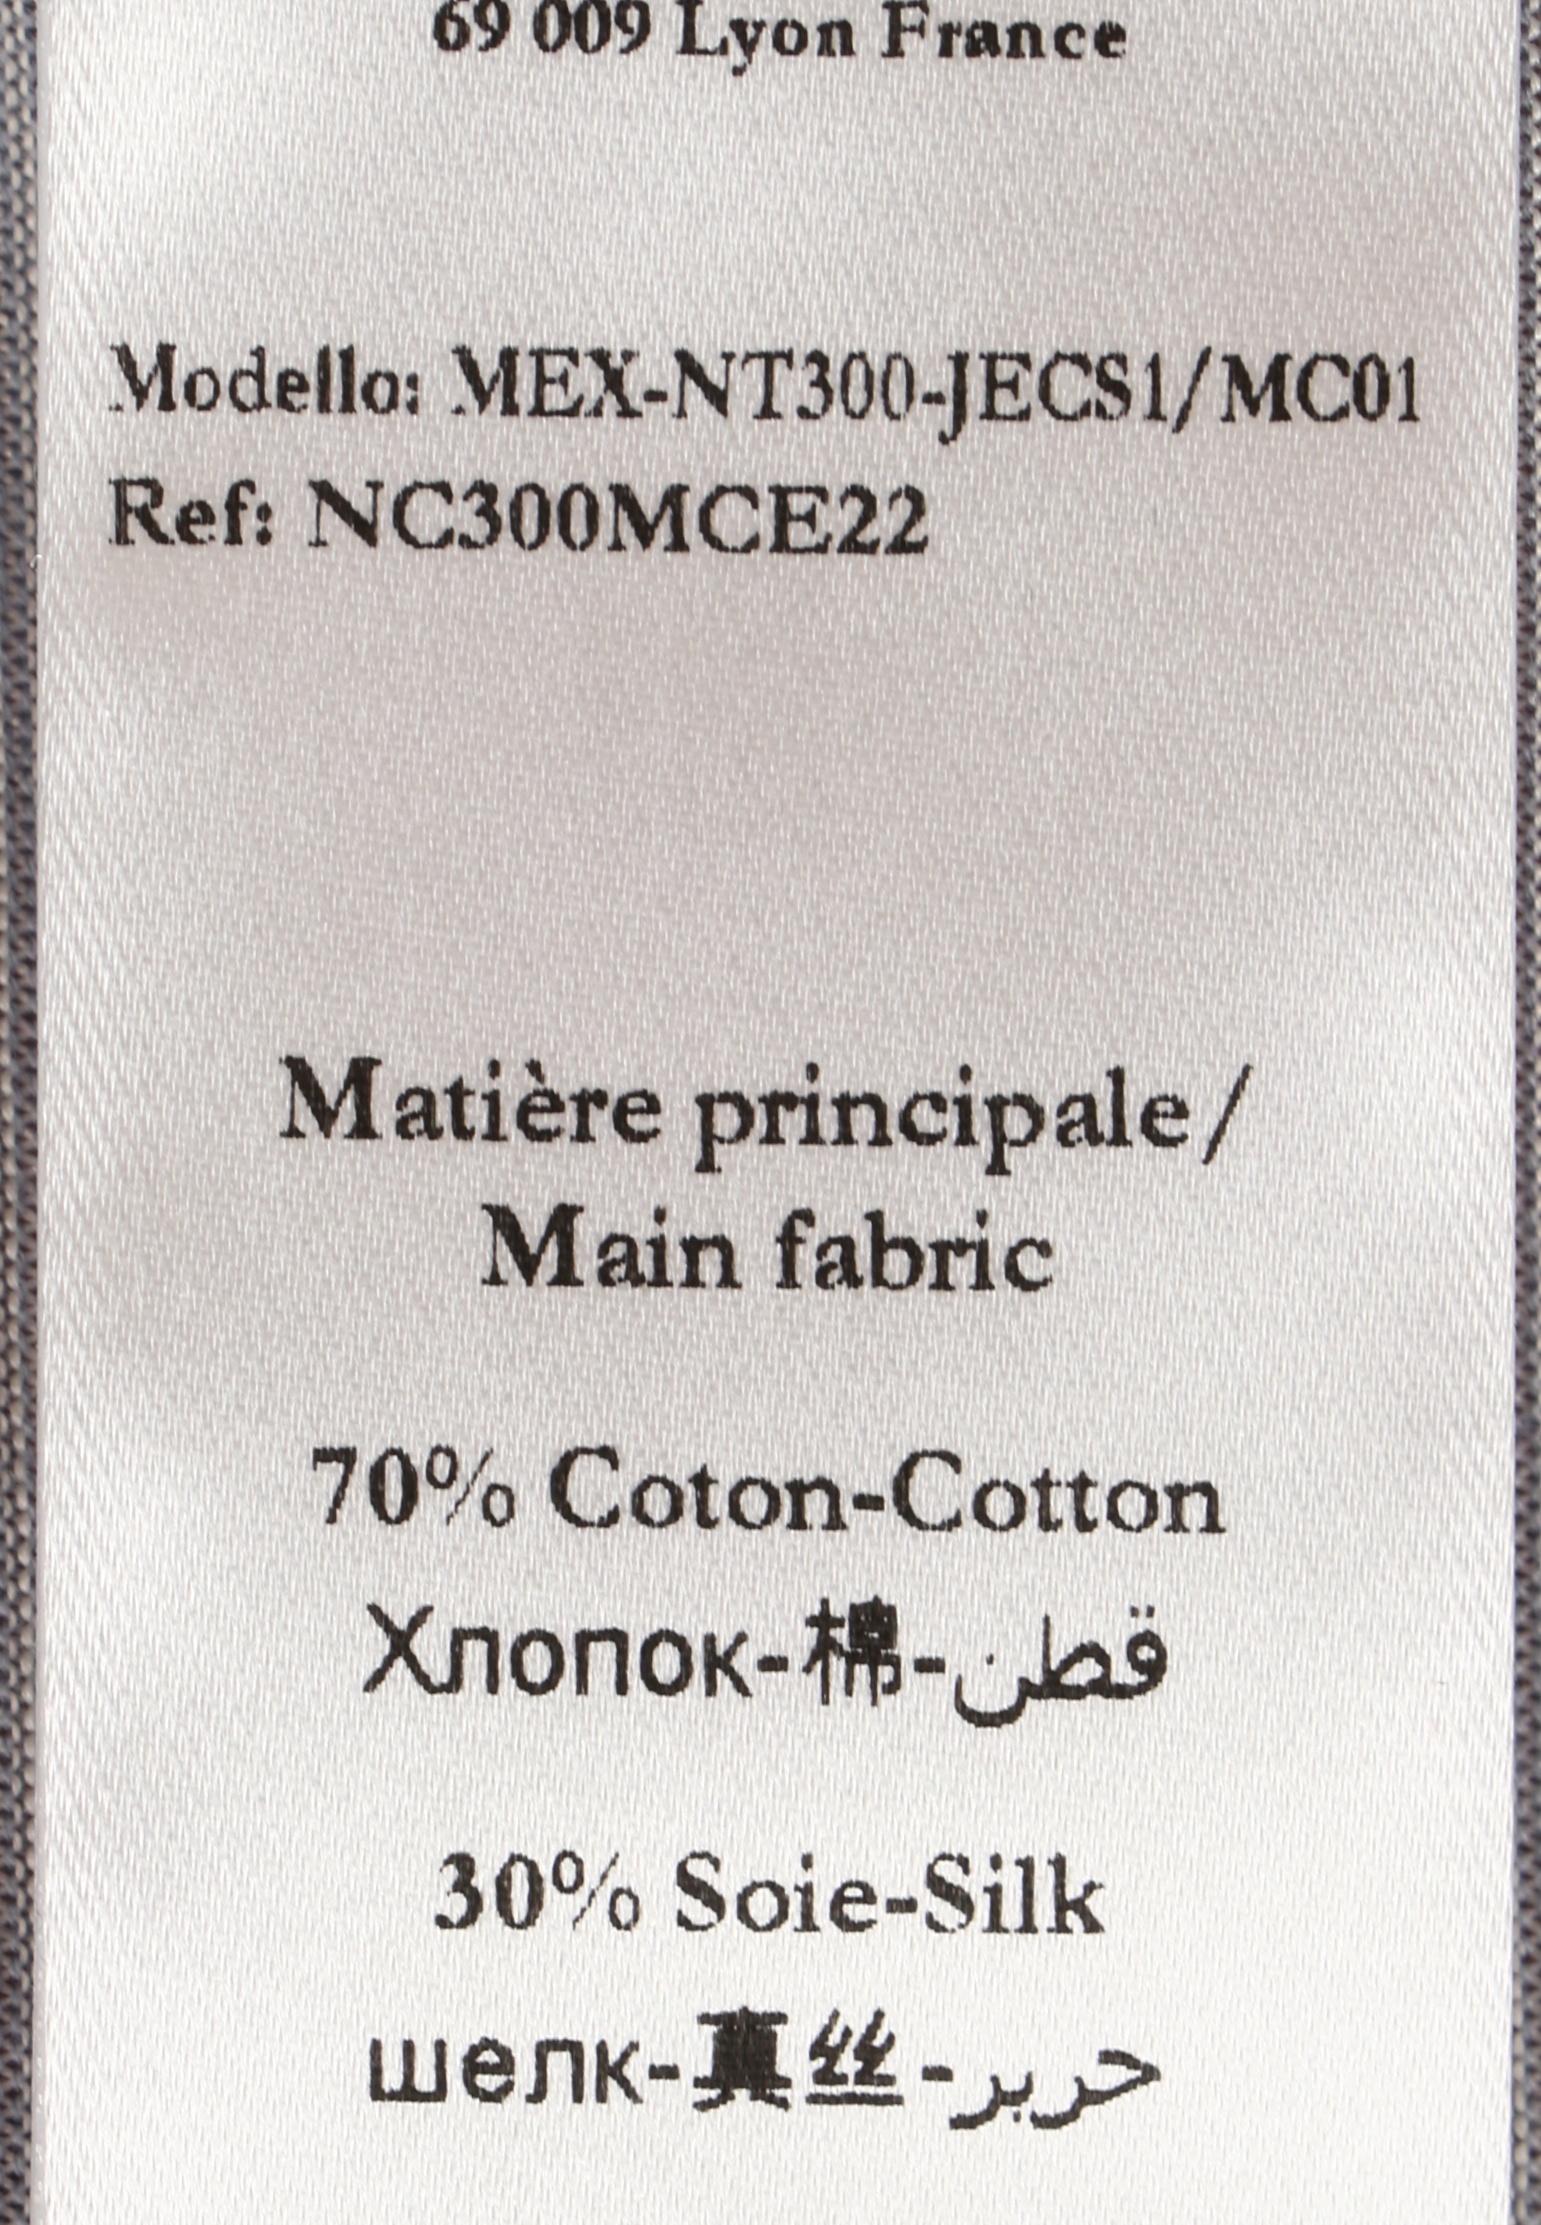 69 009 Lyon France
Modello: MEX-NT300-JECS1/MC01
Ref: NC300MCE22
Matière principale/
Main fabric
70% Coton-Cotton
Хлопок-棉-قطن
30% Soie-Silk
шелк-真丝-حرير